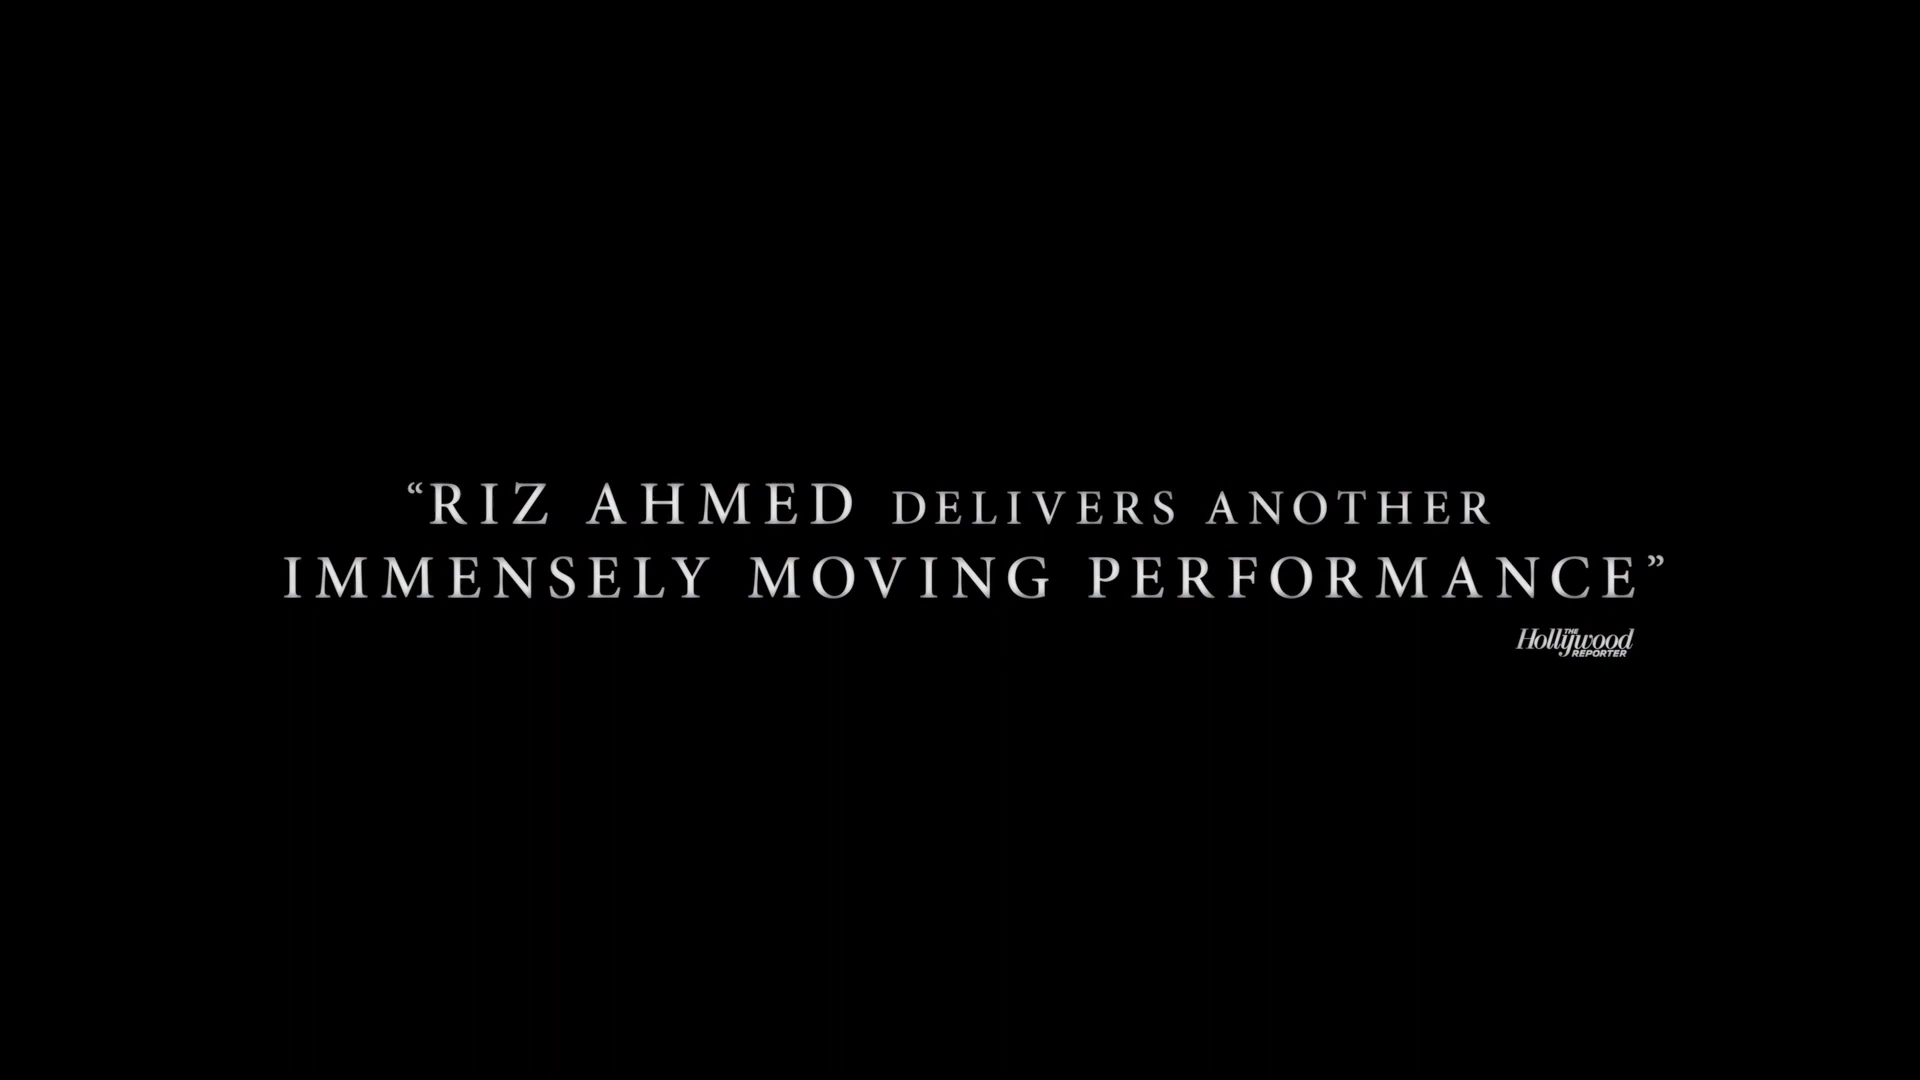 “RIZ AHMED DELIVERS ANOTHER
IMMENSELY MOVING PERFORMANCE”
THE
Hollywood
REPORTER